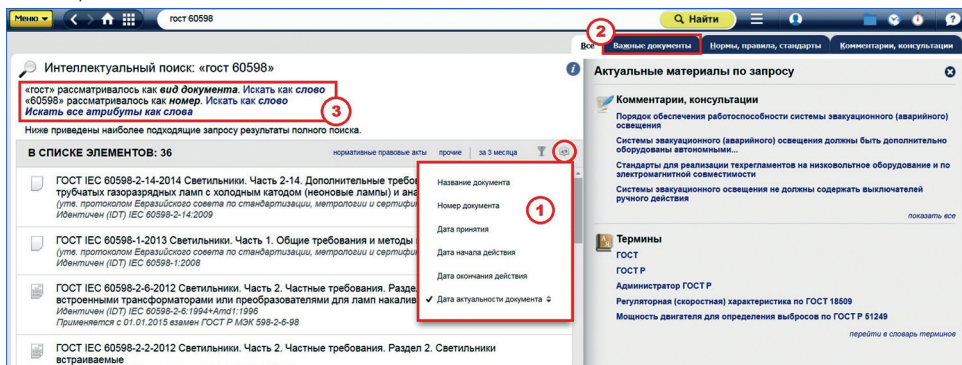 Меню
гост 60598
Найти
2
Все
Важные документы
Нормы, правила, стандарты
Комментарии, консультации
Интеллектуальный поиск: «гост 60598»
«гост» рассматривалось как вид документа. Искать как слово
«60598» рассматривалось как номер. Искать как слово
Искать все атрибуты как слова
3
Ниже приведены наиболее подходящие запросу результаты полного поиска.
В СПИСКЕ ЭЛЕМЕНТОВ: 36
нормативные правовые акты
прочие
за 3 месяца
ГОСТ IEC 60598-2-14-2014 Светильники. Часть 2-14. Дополнительные требов
трубчатых газоразрядных ламп с холодным катодом (неоновые лампы) и ана
(утв. протоколом Евразийского совета по стандартизации, метрологии и сертифи
Идентичен (IDT) IEC 60598-2-14:2009
ГОСТ IEC 60598-1-2013 Светильники. Часть 1. Общие требования и методы
(утв. протоколом Евразийского совета по стандартизации, метрологии и сертифи
Идентичен (IDT) IEC 60598-1:2008
ГОСТ IEC 60598-2-6-2012 Светильники. Часть 2. Частные требования. Раздел
встроенными трансформаторами или преобразователями для ламп накалив
Идентичен (IDT) IEC 60598-2-6:1994+Amd1:1996
Применяется с 01.01.2015 взамен ГОСТ Р МЭК 598-2-6-98
ГОСТ IEC 60598-2-2-2012 Светильники. Часть 2. Частные требования. Раздел 2. Светильники
встраиваемые
Название документа
Номер документа
1
Дата принятия
Дата начала действия
Дата окончания действия
✓ Дата актуальности документа
Актуальные материалы по запросу
Комментарии, консультации
Порядок обеспечения работоспособности системы эвакуационного (аварийного)
освещения
Системы эвакуационного (аварийного) освещения должны быть дополнительно
оборудованы автономными...
Стандарты для реализации техрегламентов на низковольтное оборудование и по
электромагнитной совместимости
Системы эвакуационного освещения не должны содержать выключателей
ручного действия
показать все
Термины
ГОСТ
ГОСТ Р
Администратор ГОСТ Р
Регуляторная (скоростная) характеристика по ГОСТ 18509
Мощность двигателя для определения выбросов по ГОСТ Р 51249
перейти в словарь терминов